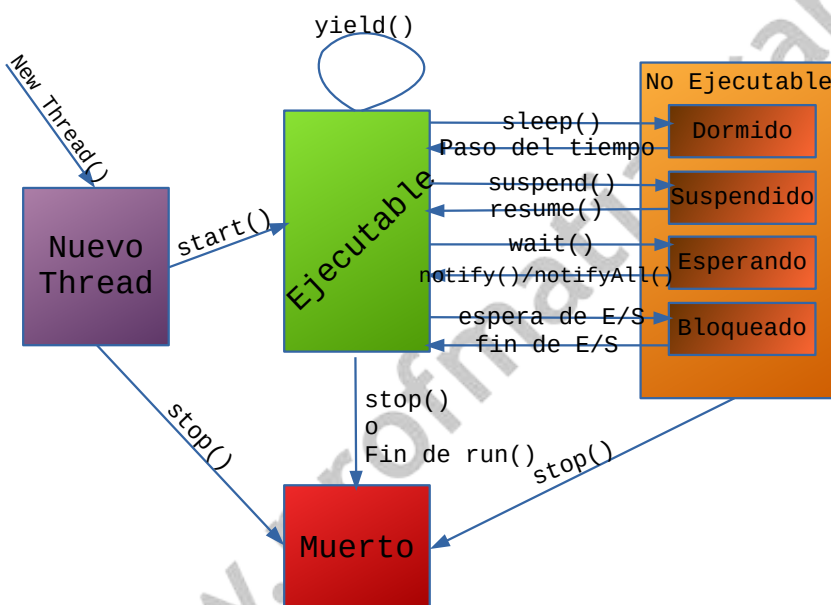 yield()
New Thread()
No Ejecutable
sleep()
Dormido
Paso del tiempo
suspend()
Suspendido
resume()
Nuevo
Thread
start()
Ejecutable
wait()
Esperando
notify()/notifyAll()
espera de E/S
Bloqueado
fin de E/S
stop()
stop()
o
Fin de run()
stop()
Muerto